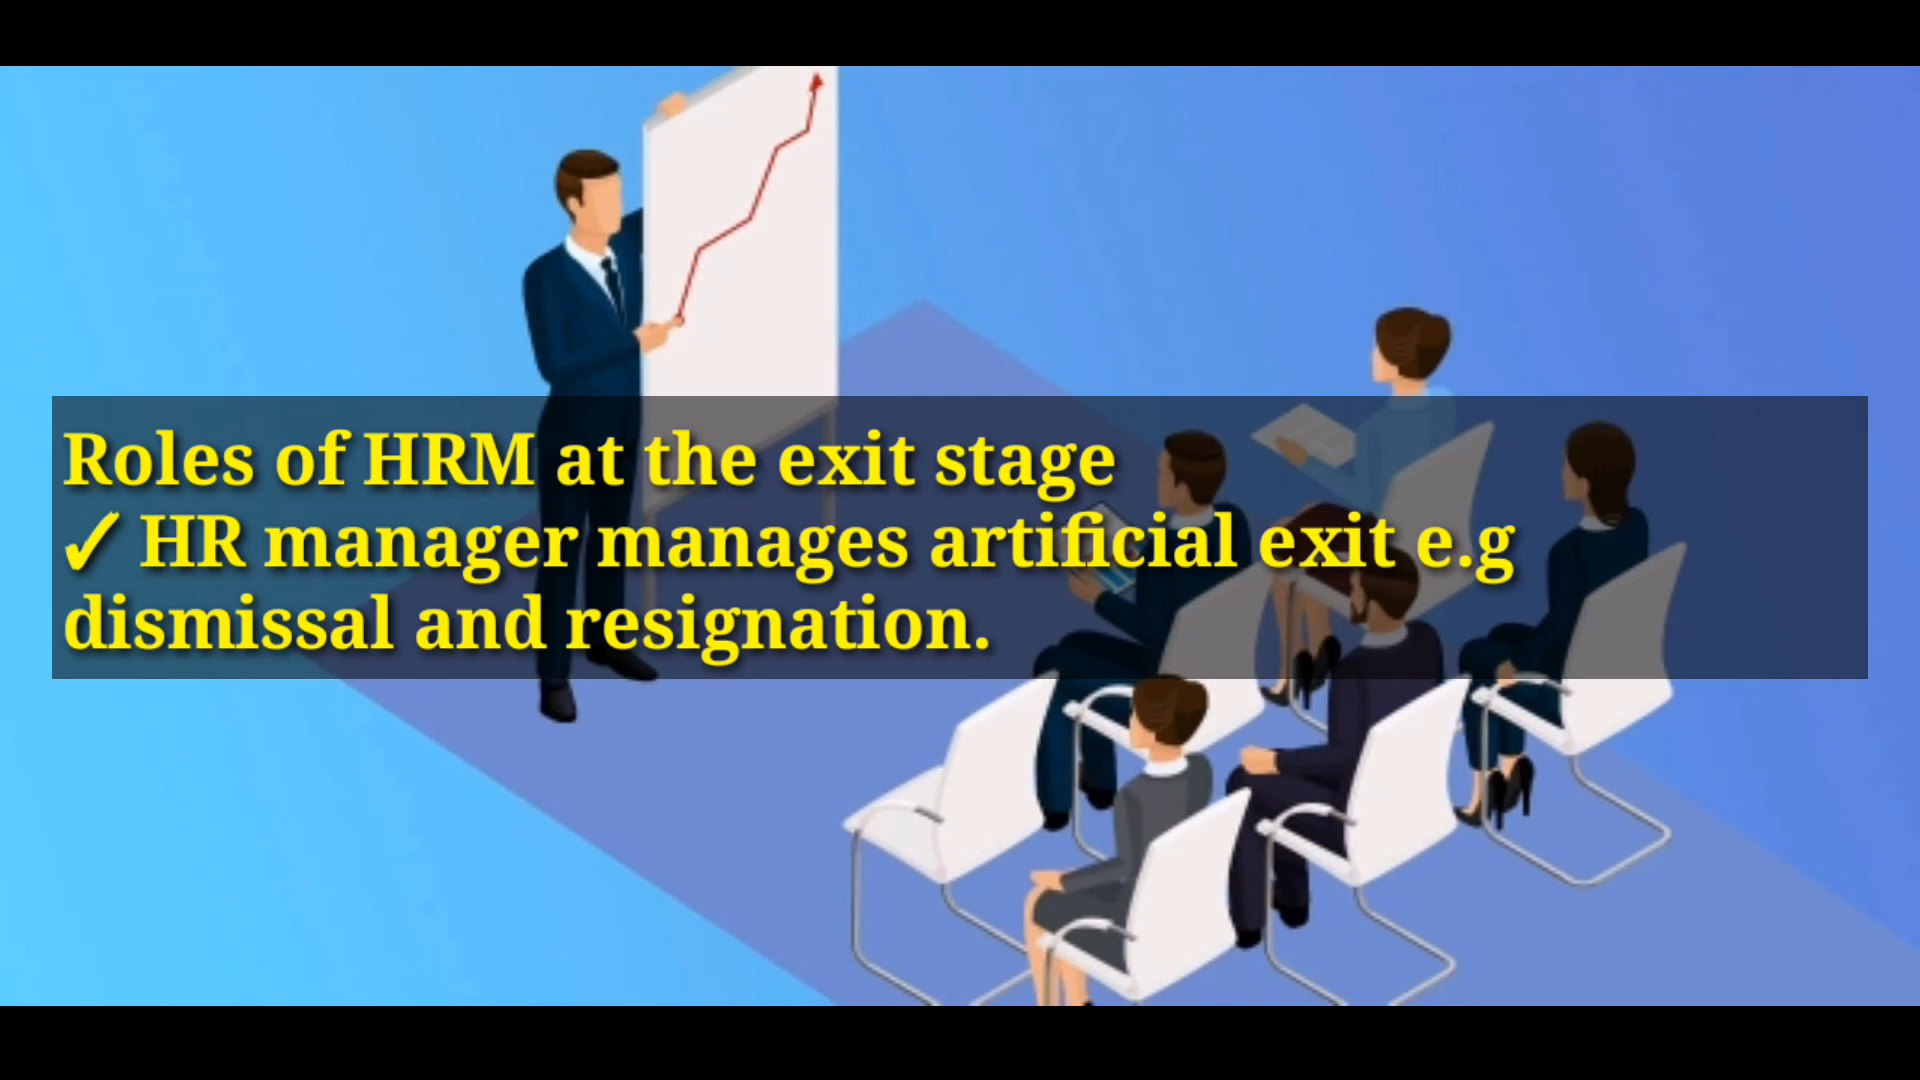 Roles of HRM at the exit stage
✓ HR manager manages artificial exit e.g
dismissal and resignation.